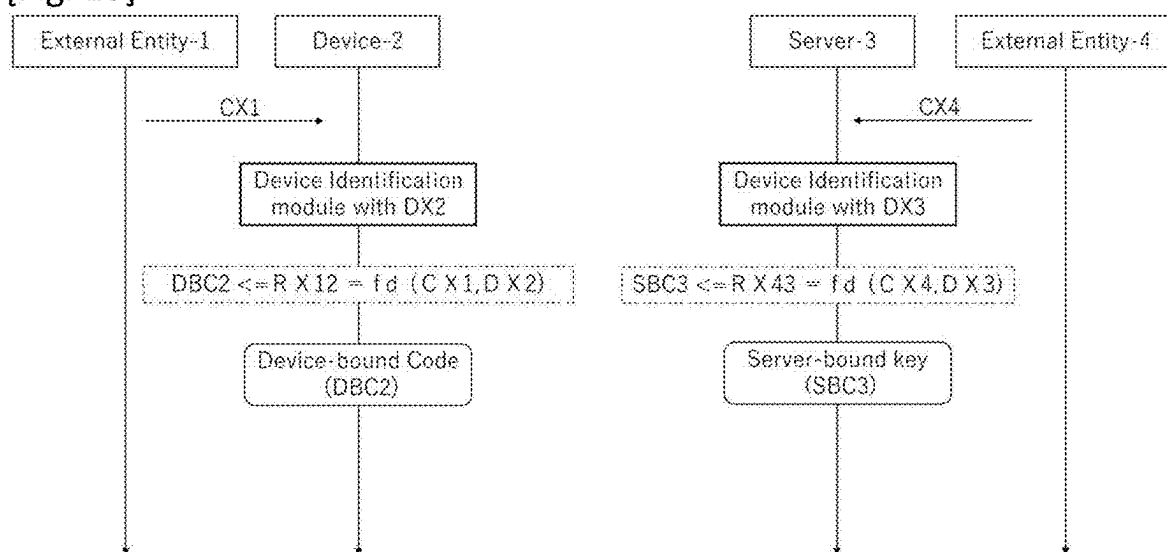 External Entity-1
Device-2
Server-3
External Entity-4
CX1
CX4
Device Identification
module with DX2
Device Identification
module with DX3
DBC2 <=R X12 = f d (C X1, D X2)
SBC3 <=R X43 = f d (C X4, D X3)
Device-bound Code
(DBC2)
Server-bound key
(SBC3)